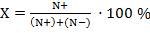 X = N+ / (N+)+(N−) · 100 %